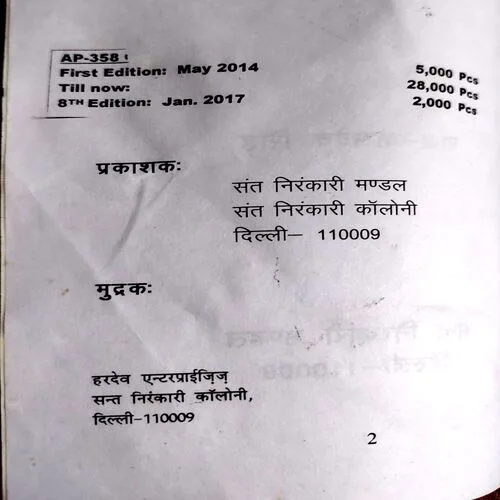 AP-358
First Edition: May 2014 5,000 Pcs
Till now: 28,000 Pcs
8TH Edition: Jan. 2017 2,000 Pcs
प्रकाशकः
संत निरंकारी मण्डल
संत निरंकारी कॉलोनी
दिल्ली– 110009
मुद्रकः
हरदेव एन्टरप्राईज़िज़
सन्त निरंकारी कॉलोनी,
दिल्ली-110009
2